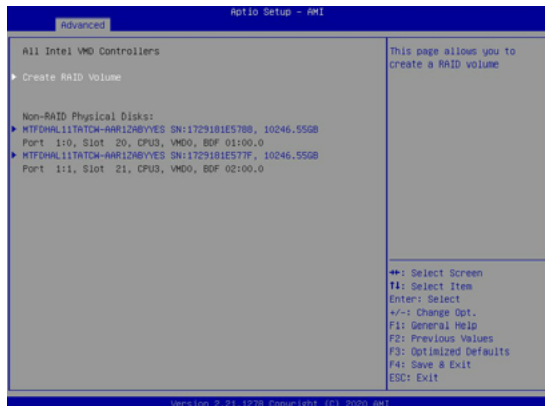 Aptio Setup - AMI
Advanced
All Intel VMD Controllers
This page allows you to
create a RAID volume
▶ Create RAID Volume
Non-RAID Physical Disks:
▶ MTFDHAL11TATCW-AAR1ZABYYES SN:1729181E5788, 10246.55GB
Port 1:0, Slot 20, CPU3, VMD0, BDF 01:00.0
▶ MTFDHAL11TATCW-AAR1ZABYYES SN:1729181E577F, 10246.55GB
Port 1:1, Slot 21, CPU3, VMD0, BDF 02:00.0
→←: Select Screen
↑↓: Select Item
Enter: Select
+/-: Change Opt.
F1: General Help
F2: Previous Values
F3: Optimized Defaults
F4: Save & Exit
ESC: Exit
Version 2.21.1278 Copyright (C) 2020 AMI